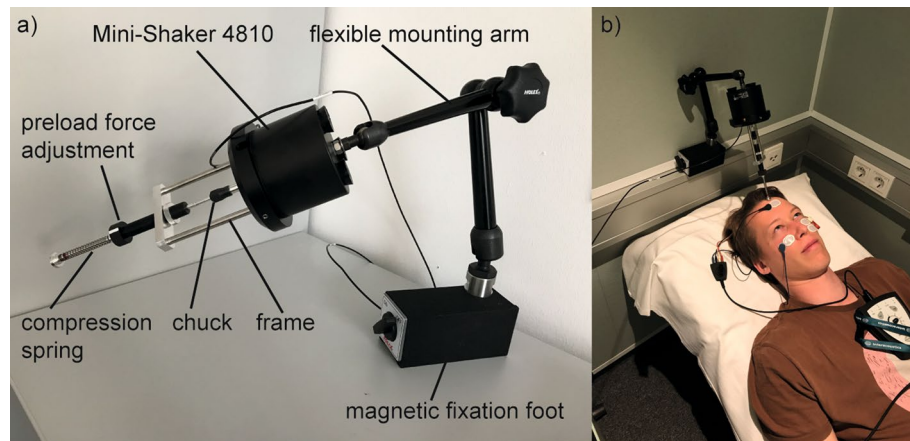 a)
Mini-Shaker 4810
flexible mounting arm
preload force
adjustment
compression
spring
chuck
frame
magnetic fixation foot
b)